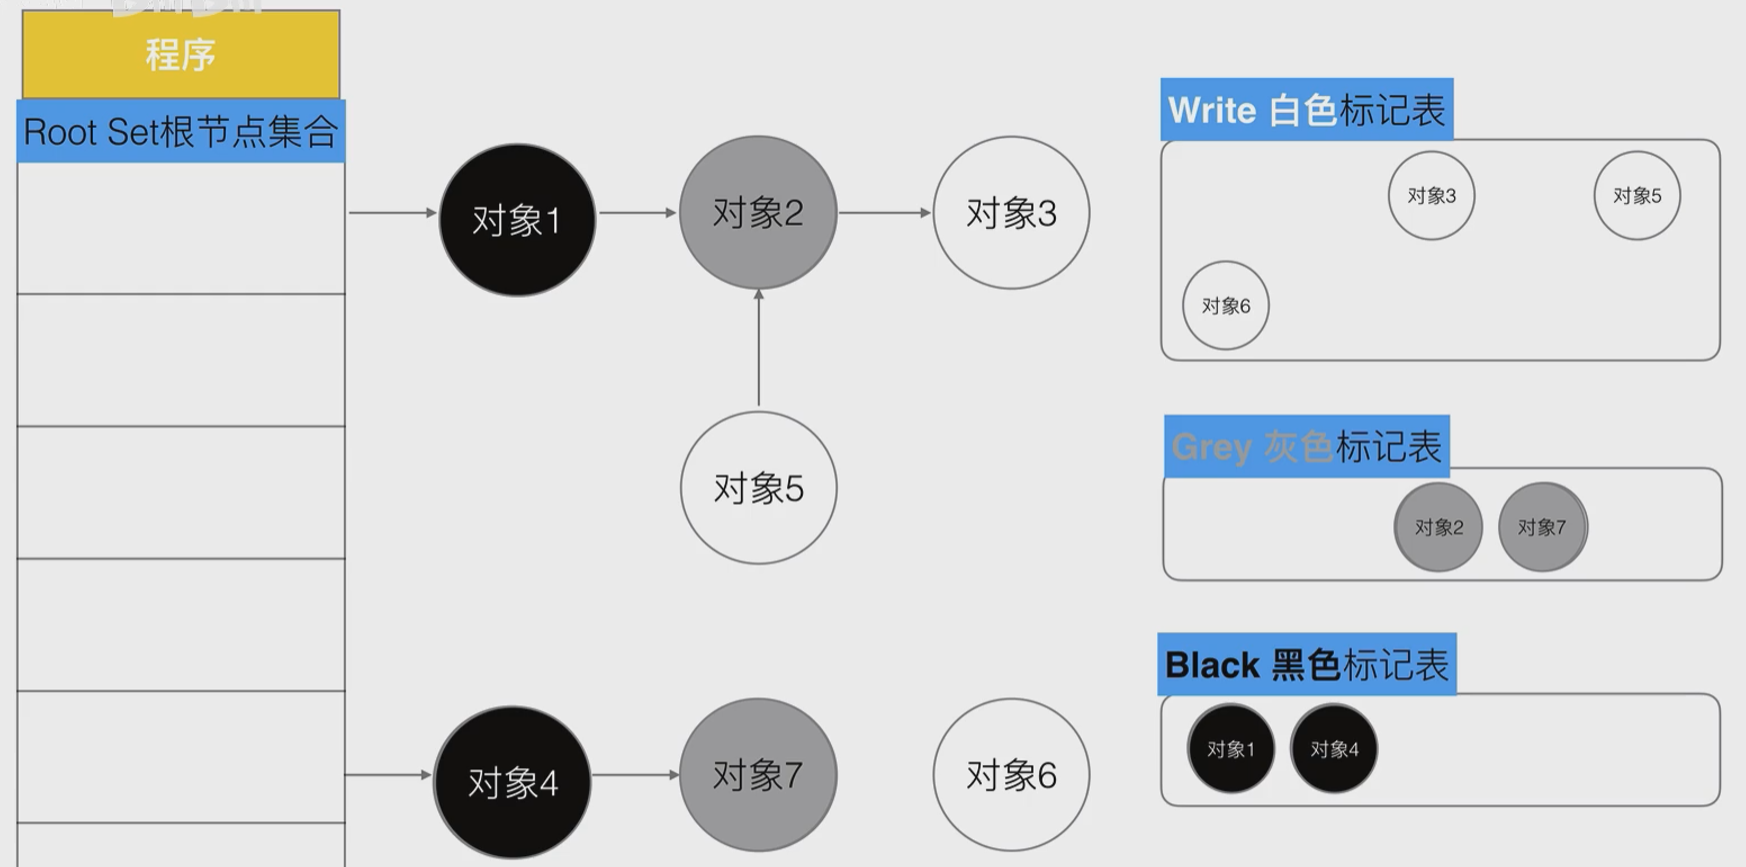 程序
Root Set根节点集合
对象1
对象2
对象3
对象5
对象4
对象7
对象6
Write 白色标记表
对象3
对象5
对象6
Grey 灰色标记表
对象2
对象7
Black 黑色标记表
对象1
对象4